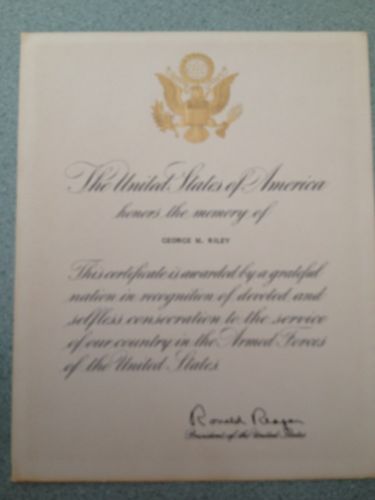 The United States of America
honors the memory of
GEORGE M. RILEY
This certificate is awarded by a grateful
nation in recognition of devoted and
selfless consecration to the service
of our country in the Armed Forces
of the United States.
Ronald Reagan
President of the United States